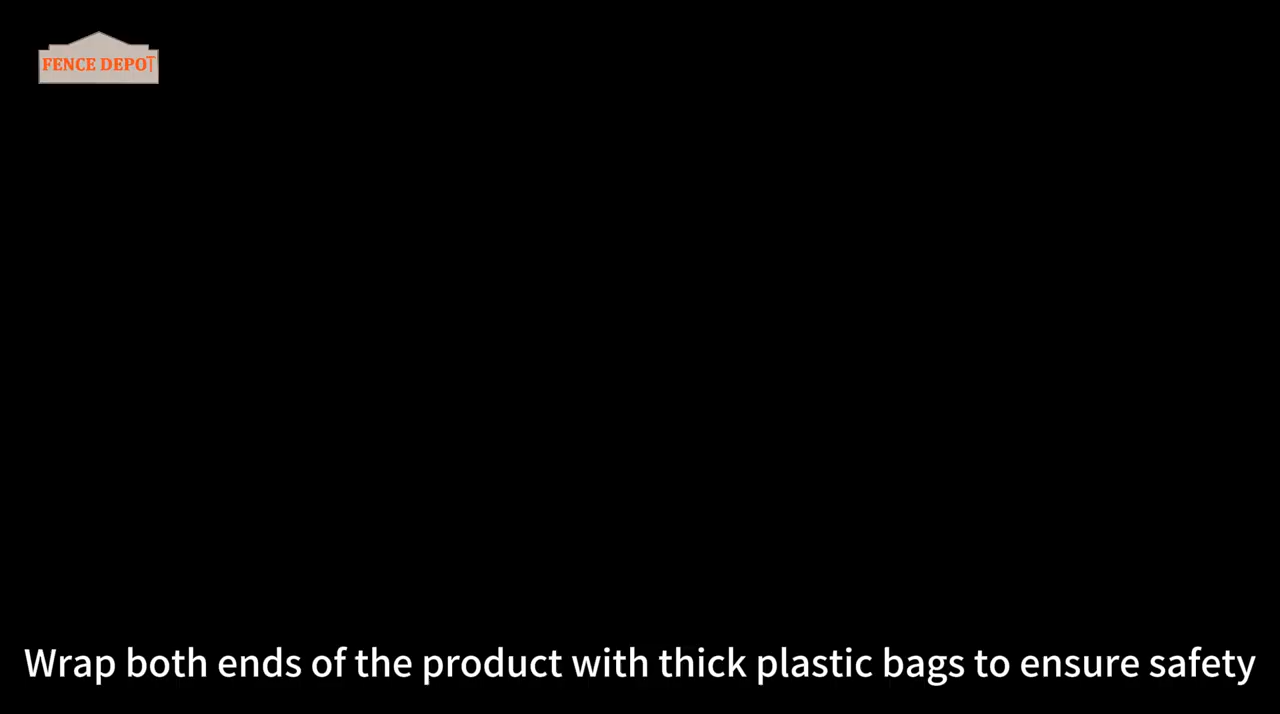 FENCE DEPOT
Wrap both ends of the product with thick plastic bags to ensure safety